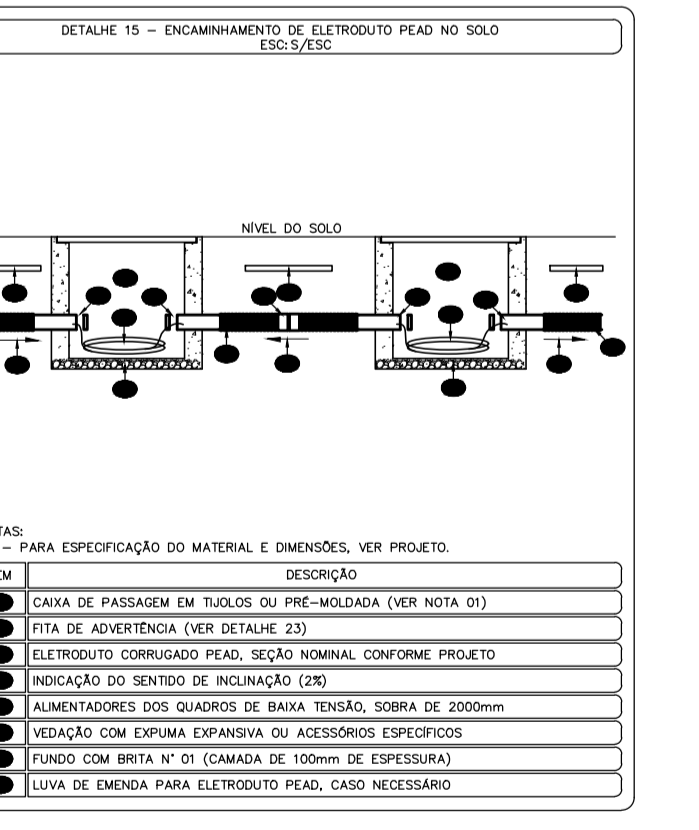 DETALHE 15 – ENCAMINHAMENTO DE ELETRODUTO PEAD NO SOLO
ESC: S/ESC
NÍVEL DO SOLO
TAS:
– PARA ESPECIFICAÇÃO DO MATERIAL E DIMENSÕES, VER PROJETO.
EM DESCRIÇÃO
CAIXA DE PASSAGEM EM TIJOLOS OU PRÉ–MOLDADA (VER NOTA 01)
FITA DE ADVERTÊNCIA (VER DETALHE 23)
ELETRODUTO CORRUGADO PEAD, SEÇÃO NOMINAL CONFORME PROJETO
INDICAÇÃO DO SENTIDO DE INCLINAÇÃO (2%)
ALIMENTADORES DOS QUADROS DE BAIXA TENSÃO, SOBRA DE 2000mm
VEDAÇÃO COM EXPUMA EXPANSIVA OU ACESSÓRIOS ESPECÍFICOS
FUNDO COM BRITA N° 01 (CAMADA DE 100mm DE ESPESSURA)
LUVA DE EMENDA PARA ELETRODUTO PEAD, CASO NECESSÁRIO